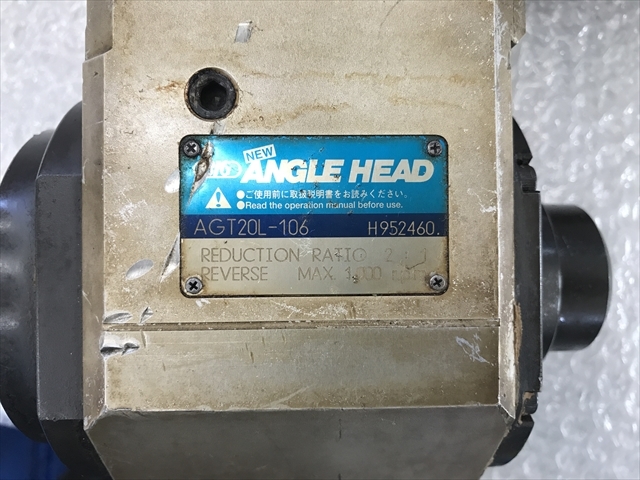 NEW
ANGLE HEAD
●ご使用前に取扱説明書をお読みください。
●Read the operation manual before use.
AGT20L-106 H952460.
REDUCTION RATIO 2
REVERSE MAX.